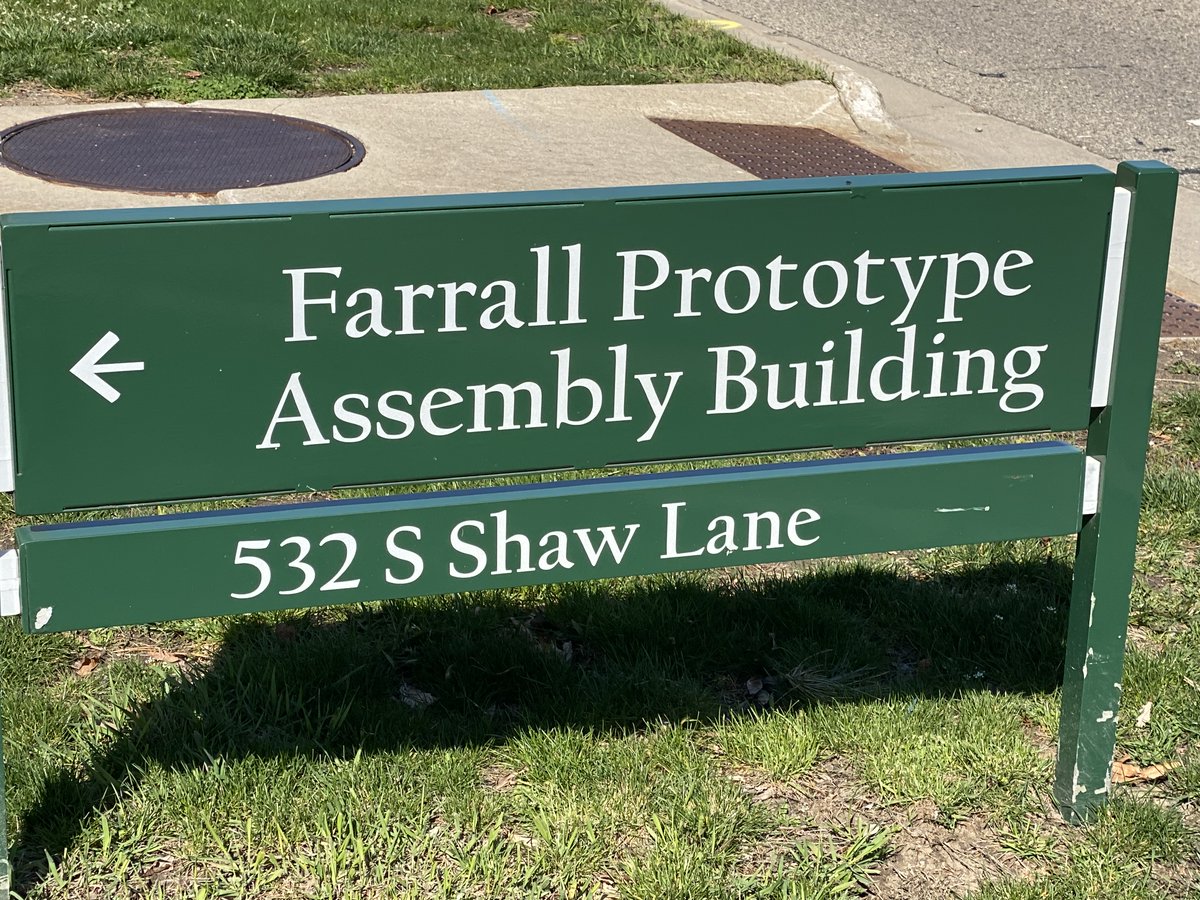 Farrall Prototype
Assembly Building
532 S Shaw Lane